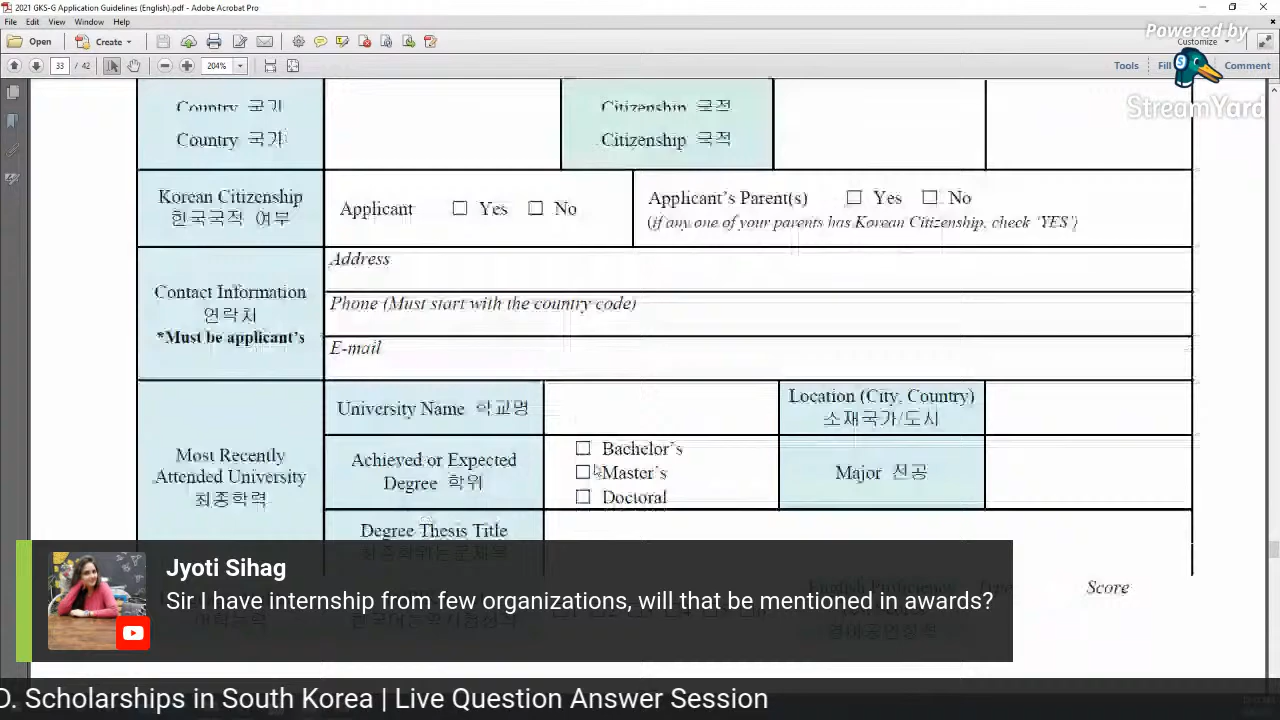 2021 GKS-G Application Guidelines (English).pdf - Adobe Acrobat Pro
File Edit View Window Help
Open Create Customize
33 / 42 204% Tools Fill Comment
Powered by
StreamYard
Country 국가 Citizenship 국적
Country 국가 Citizenship 국적
Korean Citizenship
한국국적 여부
Applicant ☐ Yes ☐ No
Applicant's Parent(s) ☐ Yes ☐ No
(if any one of your parents has Korean Citizenship, check 'YES')
Contact Information
연락처
*Must be applicant's
Address
Phone (Must start with the country code)
E-mail
Most Recently
Attended University
최종학력
University Name 학교명
Location (City, Country)
소재국가/도시
Achieved or Expected
Degree 학위
☐ Bachelor's
☐ Master's
☐ Doctoral
Major 전공
Degree Thesis Title
English Proficiency
Score
Jyoti Sihag
Sir I have internship from few organizations, will that be mentioned in awards?
D. Scholarships in South Korea | Live Question Answer Session